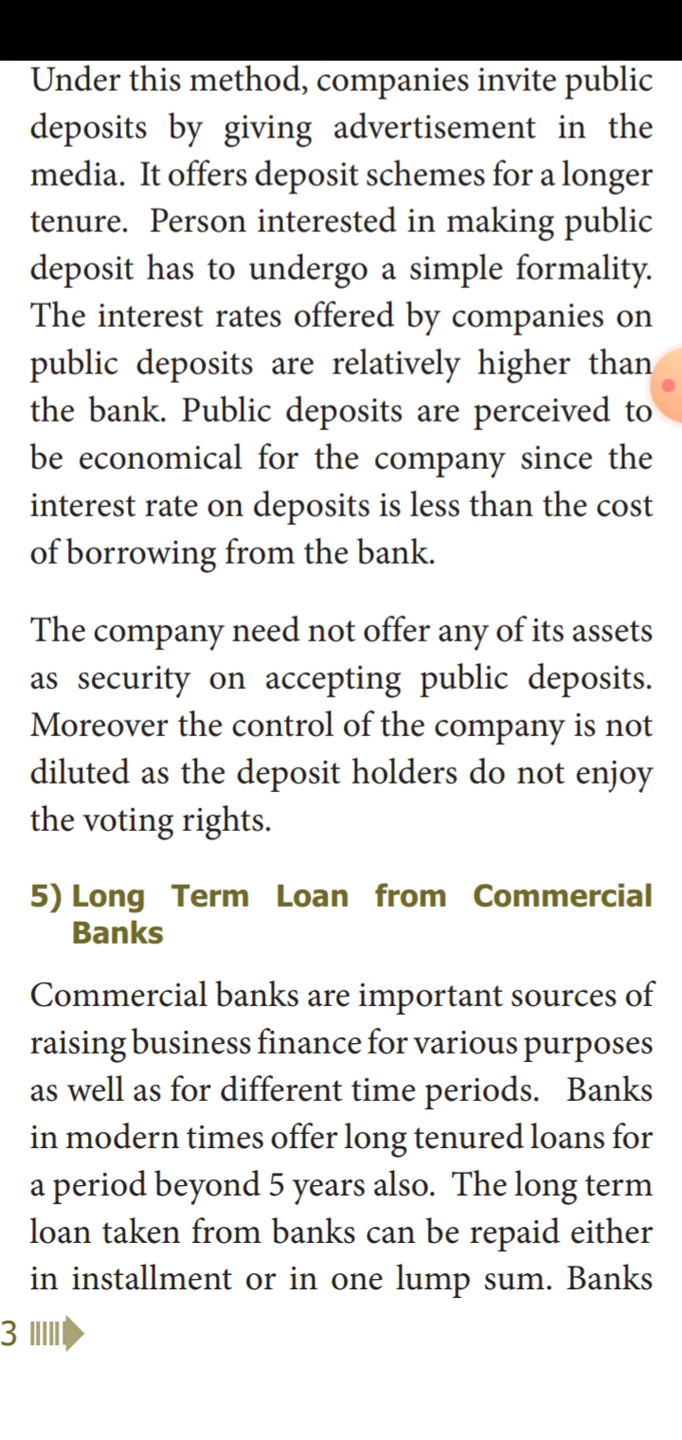 Under this method, companies invite public
deposits by giving advertisement in the
media. It offers deposit schemes for a longer
tenure. Person interested in making public
deposit has to undergo a simple formality.
The interest rates offered by companies on
public deposits are relatively higher than
the bank. Public deposits are perceived to
be economical for the company since the
interest rate on deposits is less than the cost
of borrowing from the bank.
The company need not offer any of its assets
as security on accepting public deposits.
Moreover the control of the company is not
diluted as the deposit holders do not enjoy
the voting rights.
5) Long Term Loan from Commercial
Banks
Commercial banks are important sources of
raising business finance for various purposes
as well as for different time periods. Banks
in modern times offer long tenured loans for
a period beyond 5 years also. The long term
loan taken from banks can be repaid either
in installment or in one lump sum. Banks
3